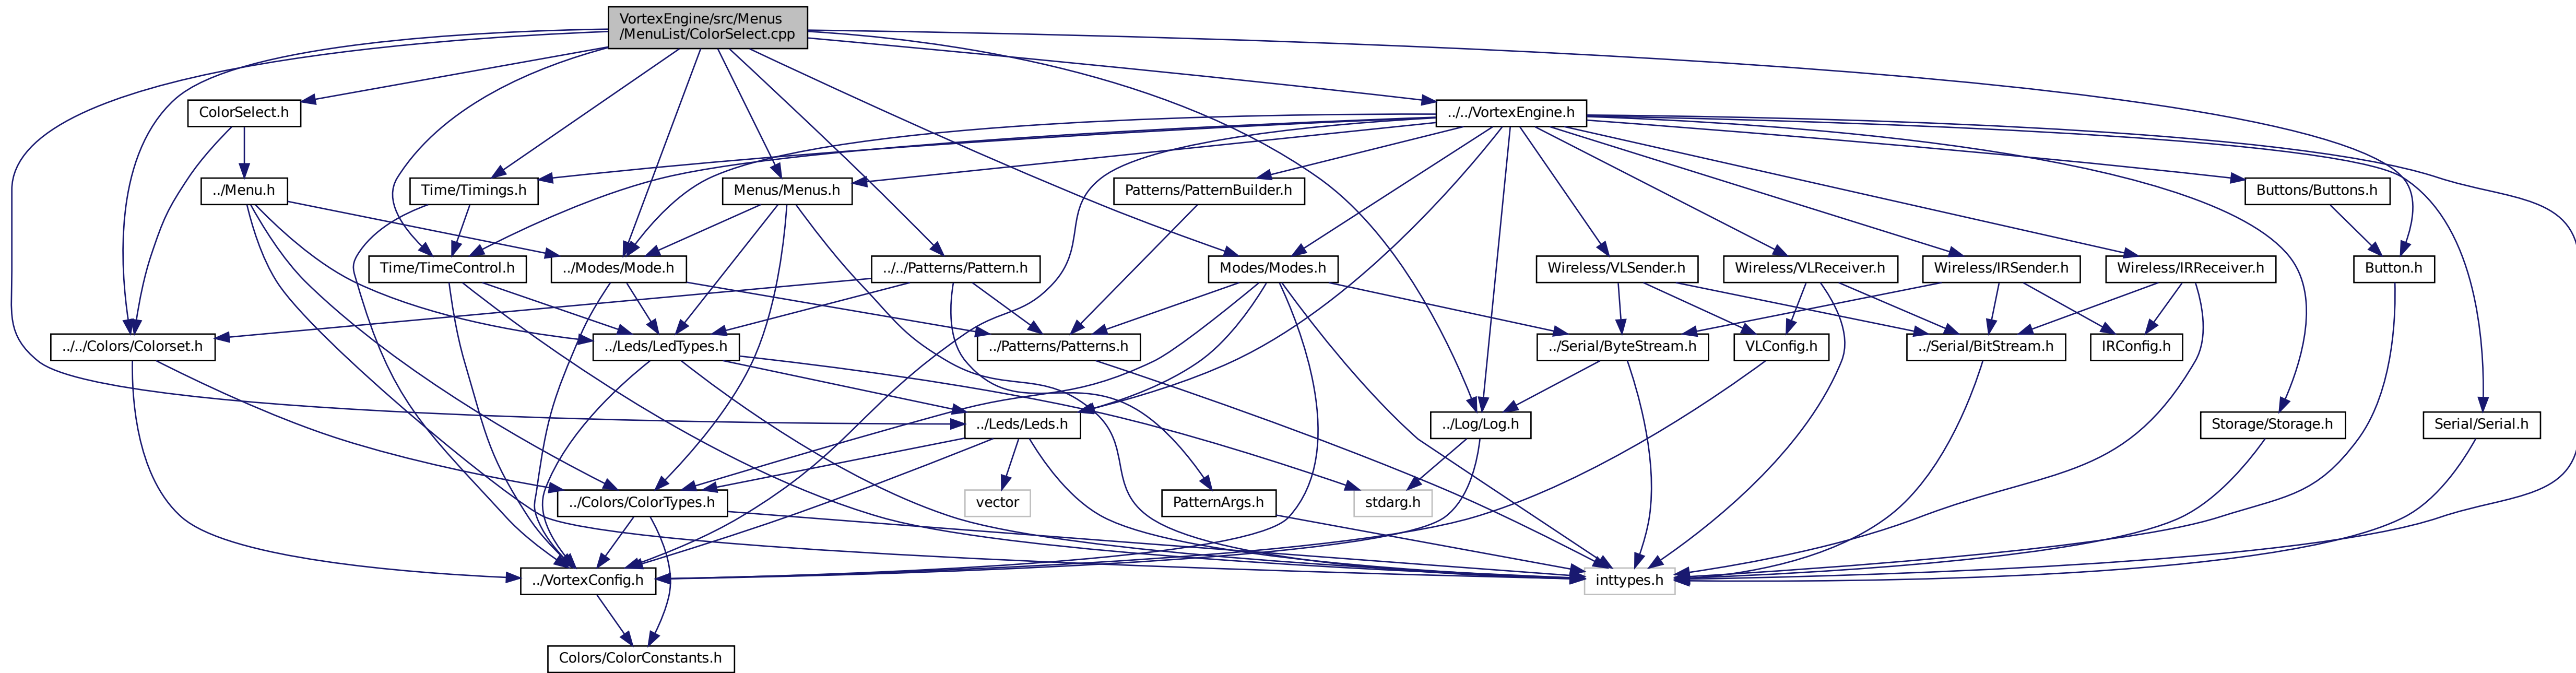 VortexEngine/src/Menus
/MenuList/ColorSelect.cpp
ColorSelect.h
../../VortexEngine.h
../Menu.h
Time/Timings.h
Menus/Menus.h
Patterns/PatternBuilder.h
Buttons/Buttons.h
Time/TimeControl.h
../Modes/Mode.h
../../Patterns/Pattern.h
Modes/Modes.h
Wireless/VLSender.h
Wireless/VLReceiver.h
Wireless/IRSender.h
Wireless/IRReceiver.h
Button.h
../../Colors/Colorset.h
../Leds/LedTypes.h
../Patterns/Patterns.h
../Serial/ByteStream.h
VLConfig.h
../Serial/BitStream.h
IRConfig.h
../Leds/Leds.h
../Log/Log.h
Storage/Storage.h
Serial/Serial.h
../Colors/ColorTypes.h
vector
PatternArgs.h
stdarg.h
../VortexConfig.h
inttypes.h
Colors/ColorConstants.h